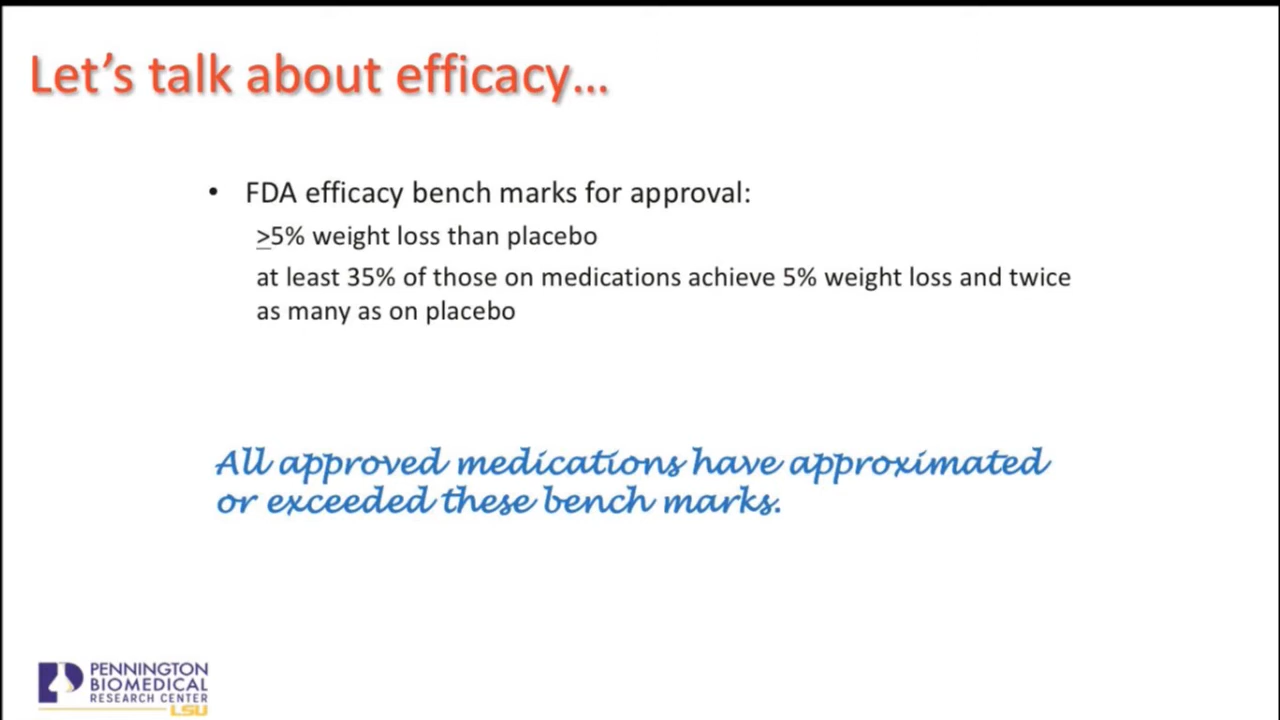 Let's talk about efficacy...
• FDA efficacy bench marks for approval:
≥5% weight loss than placebo
at least 35% of those on medications achieve 5% weight loss and twice
as many as on placebo
All approved medications have approximated
or exceeded these bench marks.
PENNINGTON
BIOMEDICAL
RESEARCH CENTER
LSU